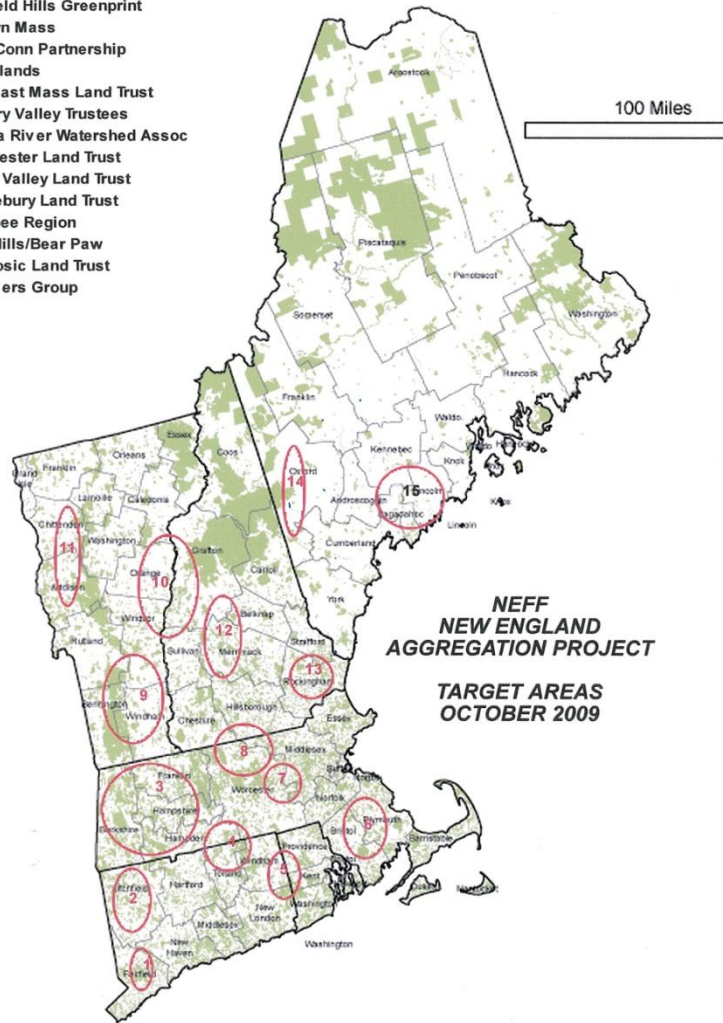 eld Hills Greenprint
rn Mass
Conn Partnership
lands
ast Mass Land Trust
ry Valley Trustees
a River Watershed Assoc
ester Land Trust
Valley Land Trust
ebury Land Trust
ee Region
Hills/Bear Paw
osic Land Trust
ers Group
100 Miles
Aroostook
Piscataquis
Penobscot
Somerset
Washington
Hancock
Franklin
Waldo
Kennebec
Knox
Oxford
14
15
Lincoln
Androscoggin
Sagadahoc
Lincoln
Cumberland
York
Essex
Coos
Orleans
Franklin
Grand
Isle
Lamoille
Caledonia
Chittenden
Washington
11
Addison
Orange
10
Grafton
Carroll
Windsor
Rutland
12
Belknap
Sullivan
Merrimack
Strafford
13
Rockingham
9
Bennington
Windham
Cheshire
Hillsborough
NEFF
NEW ENGLAND
AGGREGATION PROJECT
TARGET AREAS
OCTOBER 2009
Essex
8
Middlesex
Franklin
3
7
Worcester
Hampshire
Norfolk
Berkshire
Hampden
6
Plymouth
Bristol
Barnstable
4
Windham
Providence
Tolland
5
Kent
Litchfield
2
Hartford
Washington
Nantucket
New
London
Middlesex
New
Haven
Washington
1
Fairfield